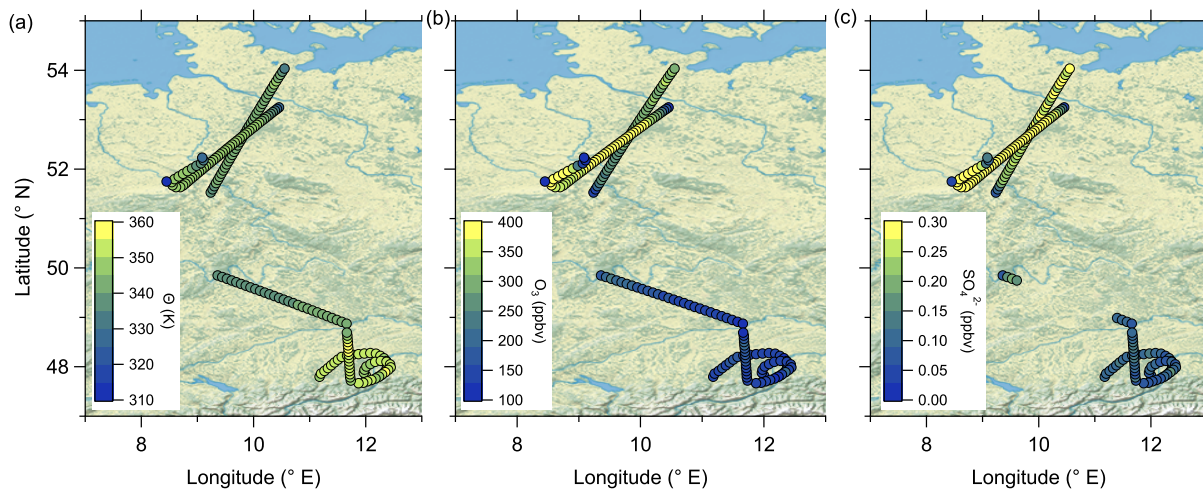 (a)
(b)
(c)
54
52
50
48
Latitude (° N)
360
350
340
330
320
310
Θ (K)
400
350
300
250
200
150
100
O3 (ppbv)
0.30
0.25
0.20
0.15
0.10
0.05
0.00
SO4 2- (ppbv)
8 10 12
8 10 12
8 10 12
Longitude (° E)
Longitude (° E)
Longitude (° E)